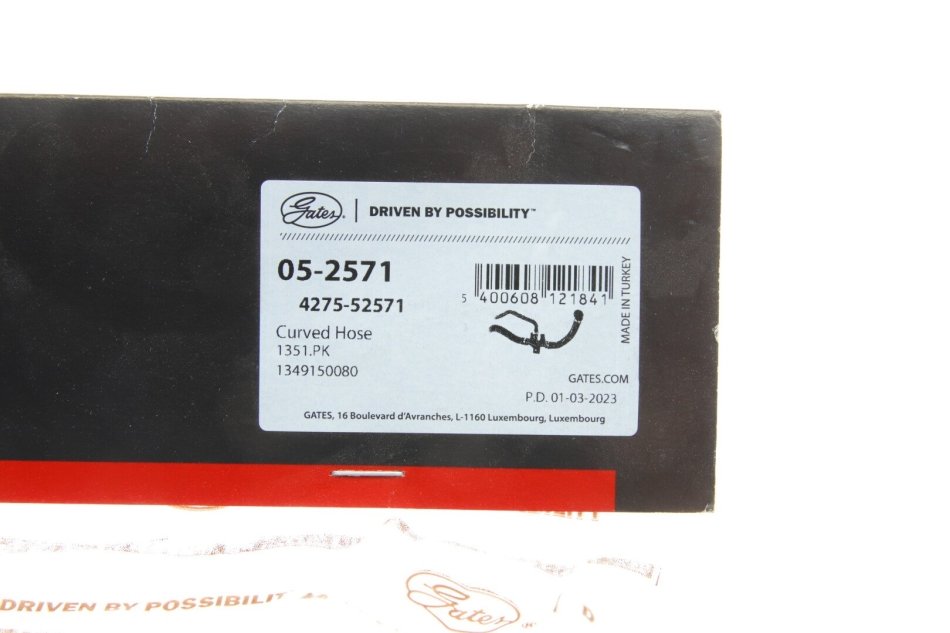 Gates® | DRIVEN BY POSSIBILITY™
05-2571
4275-52571
Curved Hose
1351.PK
1349150080
5 400608 121841
MADE IN TURKEY
GATES.COM
P.D. 01-03-2023
GATES, 16 Boulevard d'Avranches, L-1160 Luxembourg, Luxembourg
DRIVEN BY POSSIBILIT
Gates